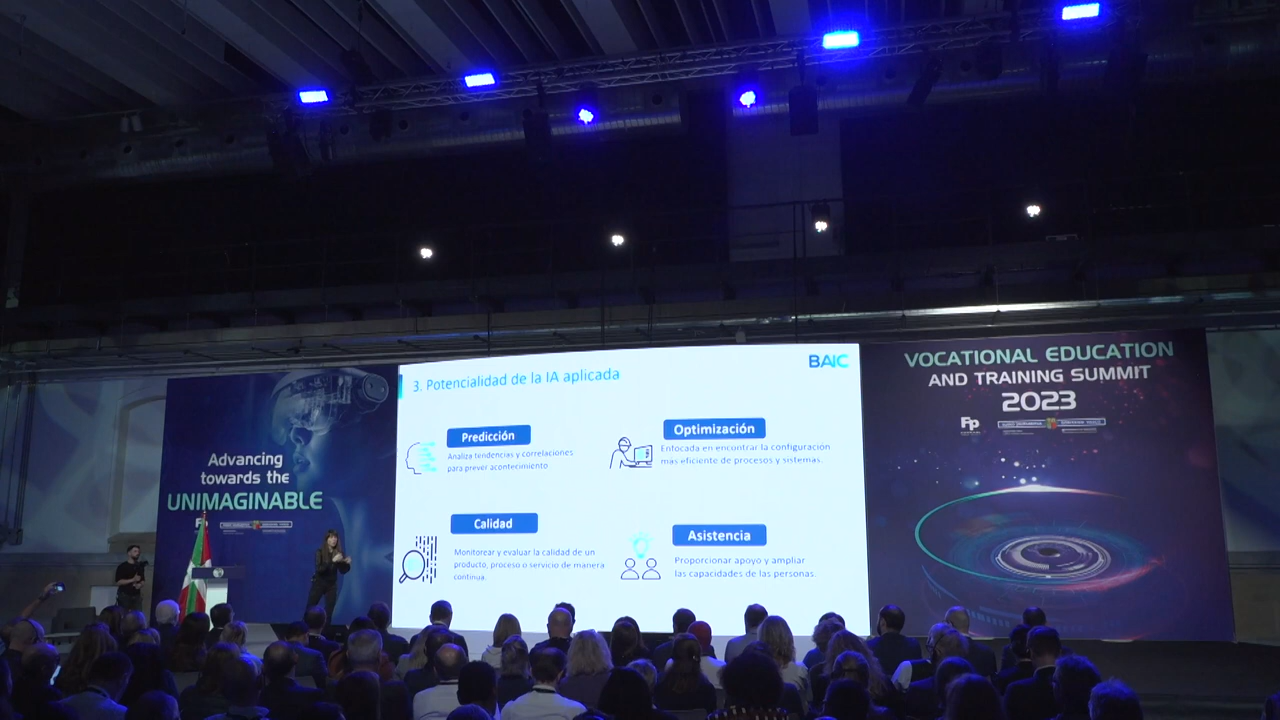 Advancing
towards the
UNIMAGINABLE
BAIC
3. Potencialidad de la IA aplicada
Predicción
Analiza tendencias y correlaciones
para prever acontecimiento
Optimización
Enfocada en encontrar la configuración
más eficiente de procesos y sistemas.
Calidad
Monitorear y evaluar la calidad de un
producto, proceso o servicio de manera
continua.
Asistencia
Proporcionar apoyo y ampliar
las capacidades de las personas.
VOCATIONAL EDUCATION
AND TRAINING SUMMIT
2023
Fp